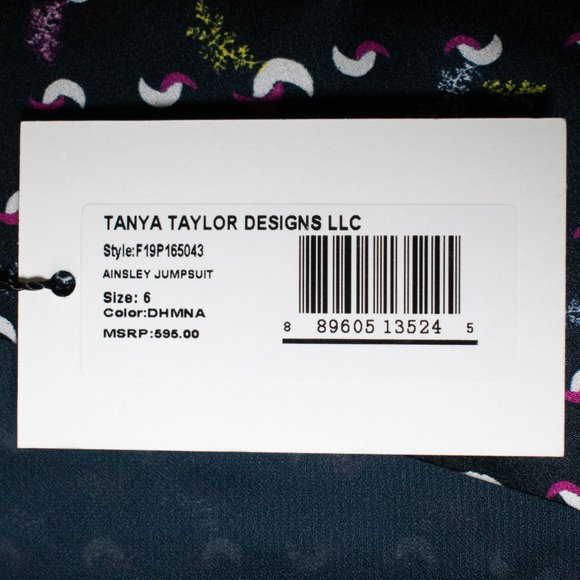 TANYA TAYLOR DESIGNS LLC
Style:F19P165043
AINSLEY JUMPSUIT
Size: 6
Color:DHMNA
MSRP:595.00
8 89605 13524 5